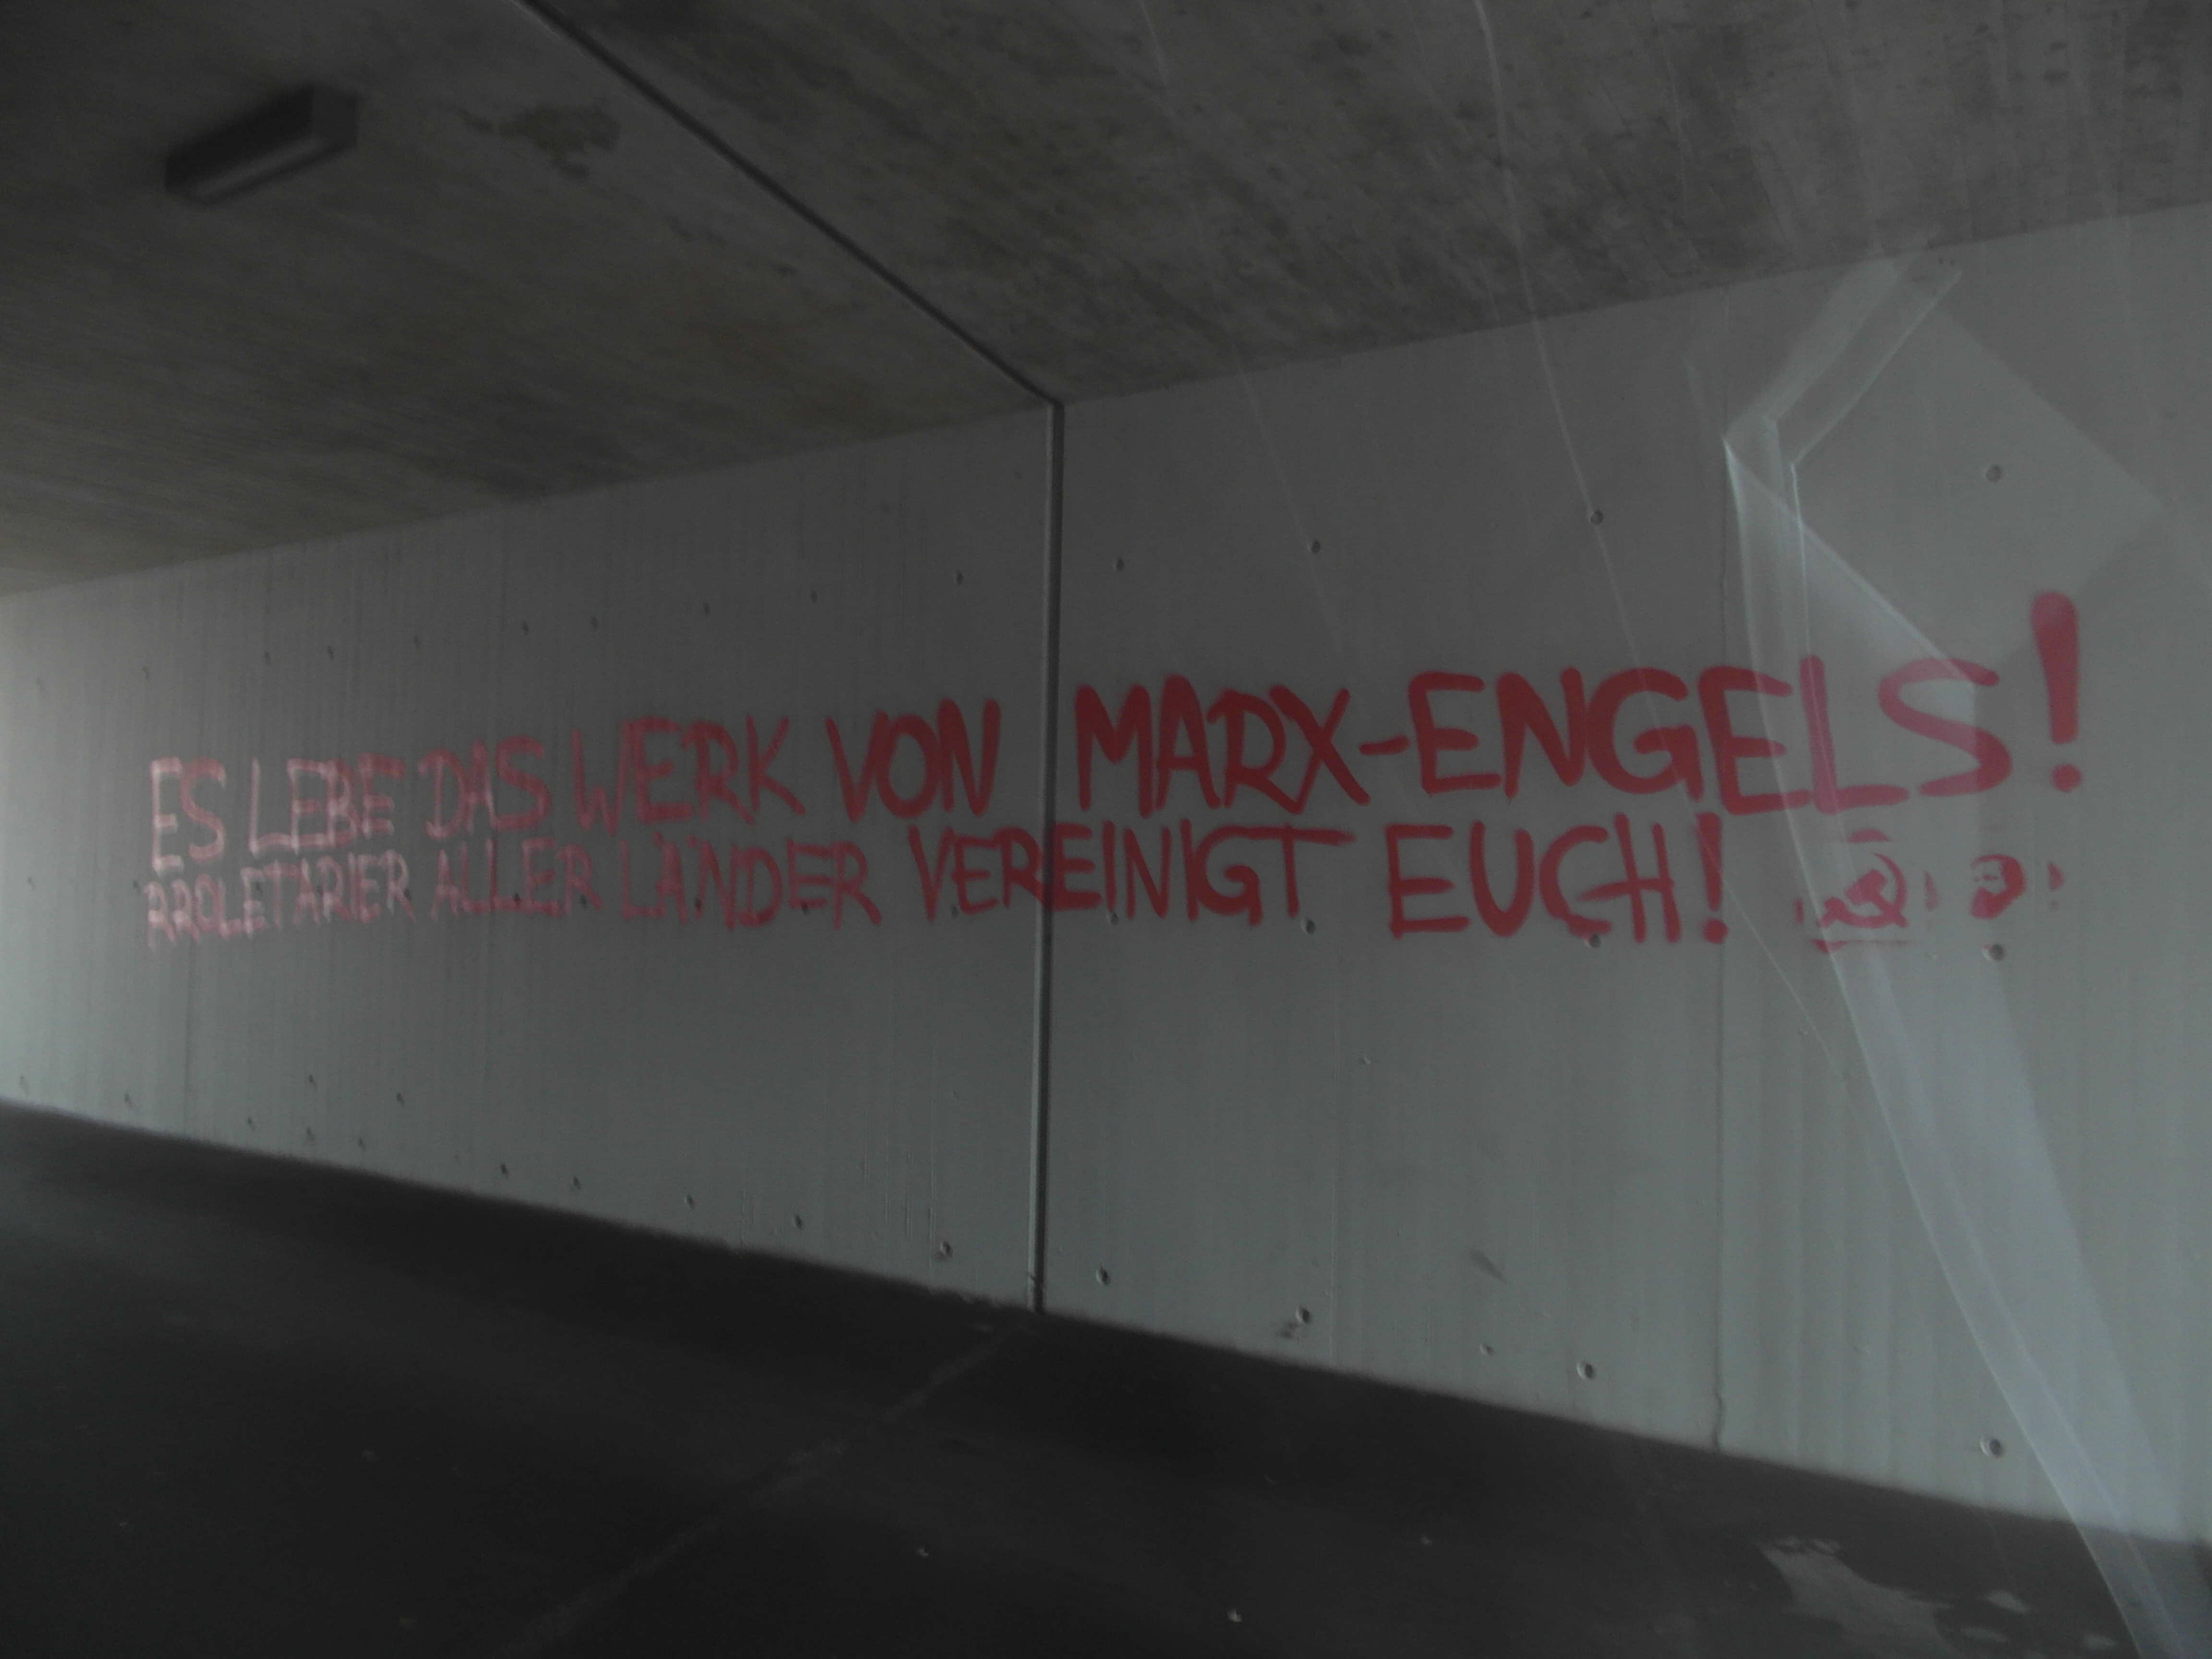 ES LEBE DAS WERK VON MARX-ENGELS!
PROLETARIER ALLER LÄNDER VEREINIGT EUCH!